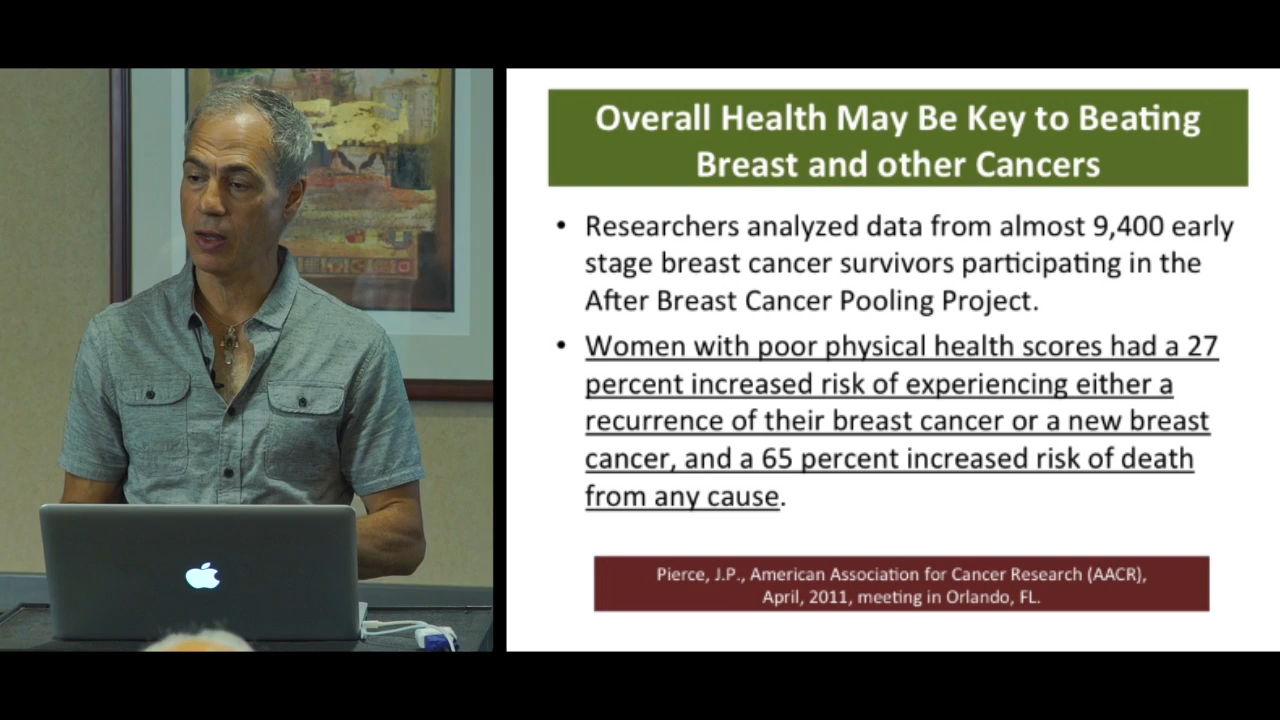 Overall Health May Be Key to Beating
Breast and other Cancers
• Researchers analyzed data from almost 9,400 early
stage breast cancer survivors participating in the
After Breast Cancer Pooling Project.
• Women with poor physical health scores had a 27
percent increased risk of experiencing either a
recurrence of their breast cancer or a new breast
cancer, and a 65 percent increased risk of death
from any cause.
Pierce, J.P., American Association for Cancer Research (AACR),
April, 2011, meeting in Orlando, FL.